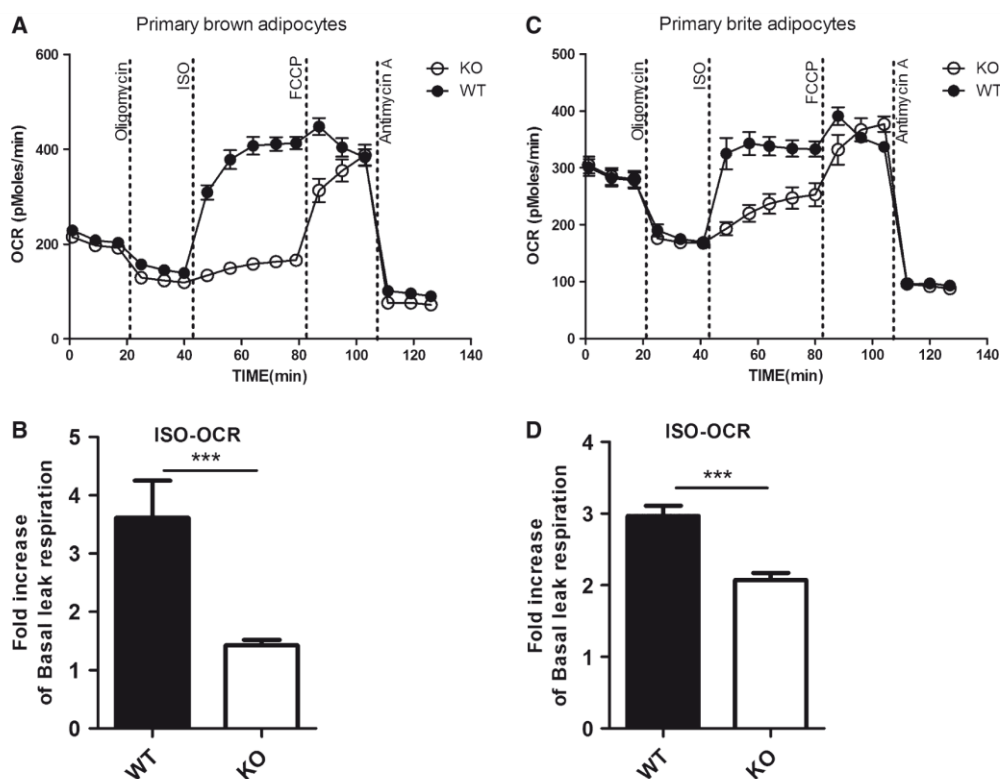 A
Primary brown adipocytes
600
400
200
0
OCR (pMoles/min)
Oligomycin
ISO
FCCP
Antimycin A
KO
WT
0 20 40 60 80 100 120 140
TIME(min)
C
Primary brite adipocytes
500
400
300
200
100
0
OCR (pMoles/min)
Oligomycin
ISO
FCCP
Antimycin A
KO
WT
0 20 40 60 80 100 120 140
TIME(min)
B
ISO-OCR
***
5
4
3
2
1
0
Fold increase
of Basal leak respiration
WT KO
D
ISO-OCR
***
4
3
2
1
0
Fold increase
of Basal leak respiration
WT KO